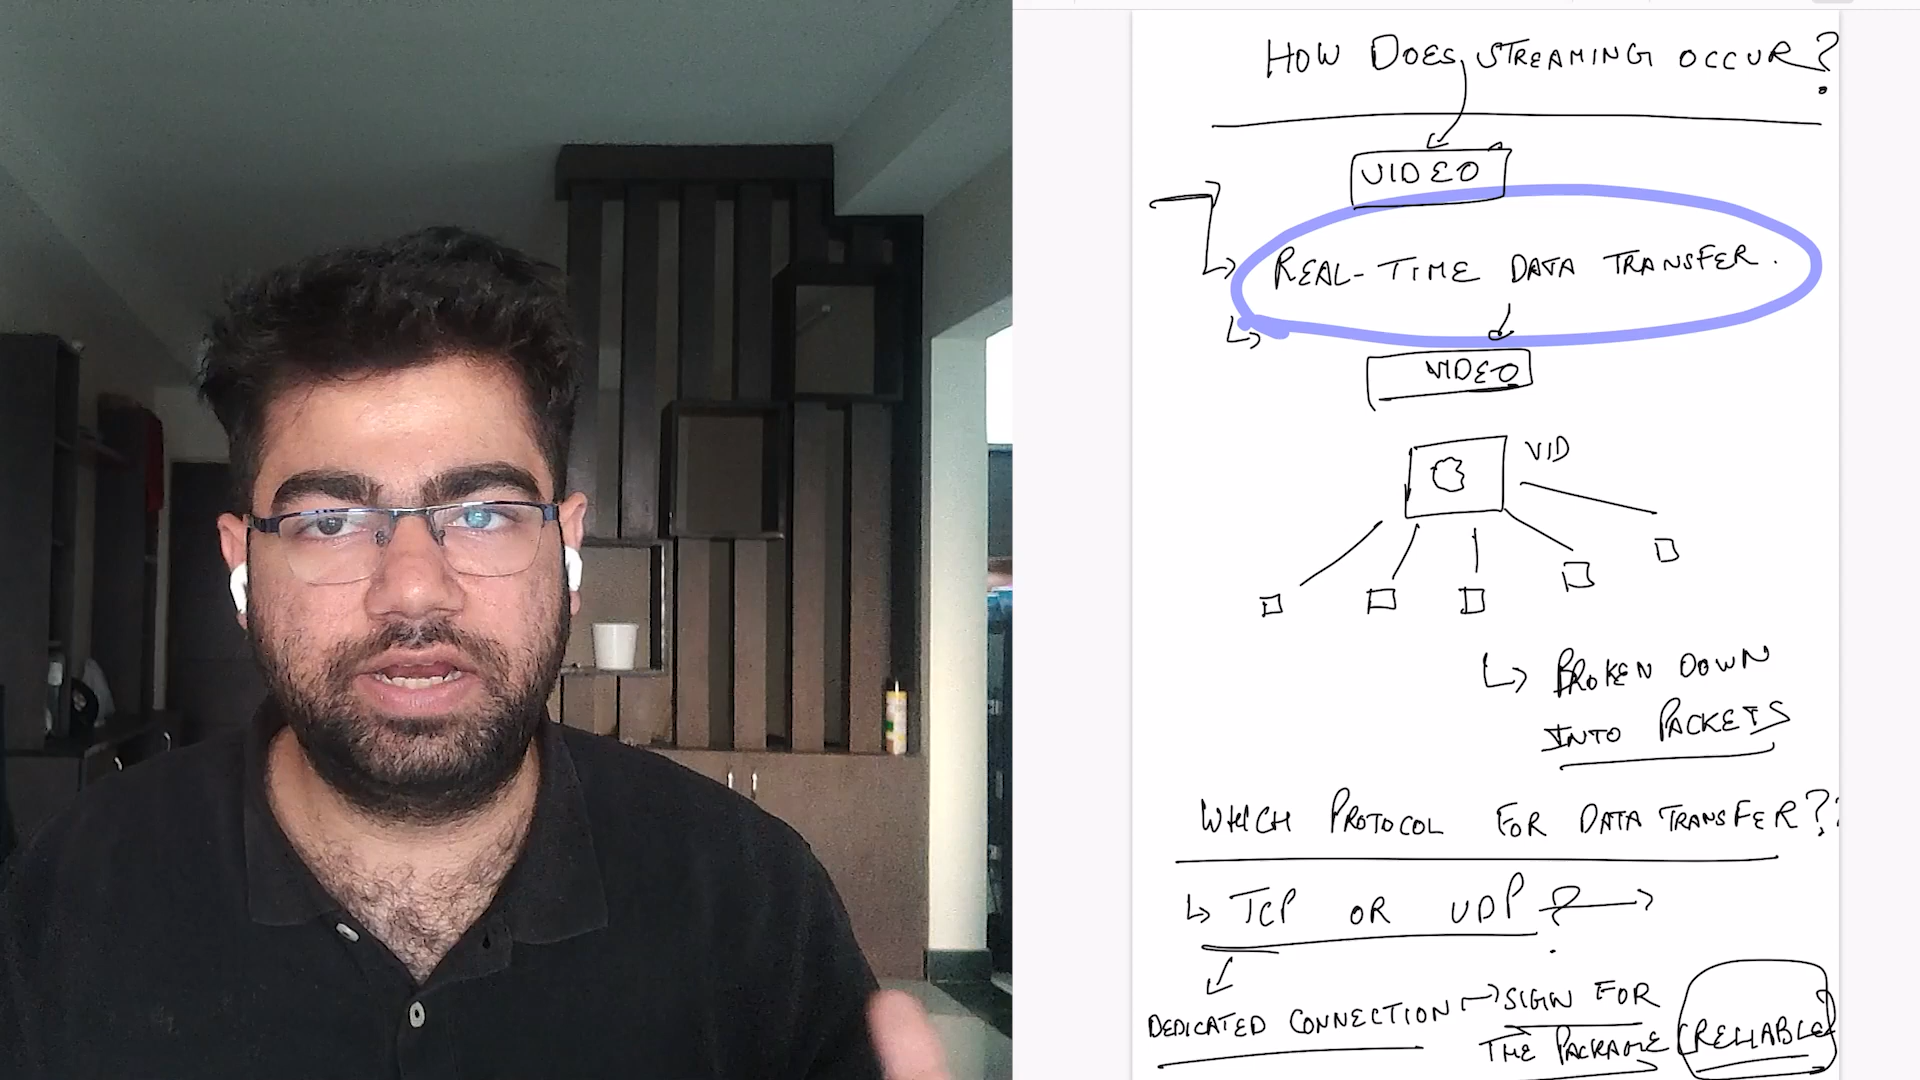 HOW DOES STREAMING OCCUR?
VIDEO
REAL-TIME DATA TRANSFER.
VIDEO
VID
↳ BROKEN DOWN
INTO PACKETS
WHICH PROTOCOL FOR DATA TRANSFER??
↳ TCP OR UDP ? →
DEDICATED CONNECTION → SIGN FOR
THE PACKAGE
RELIABLE